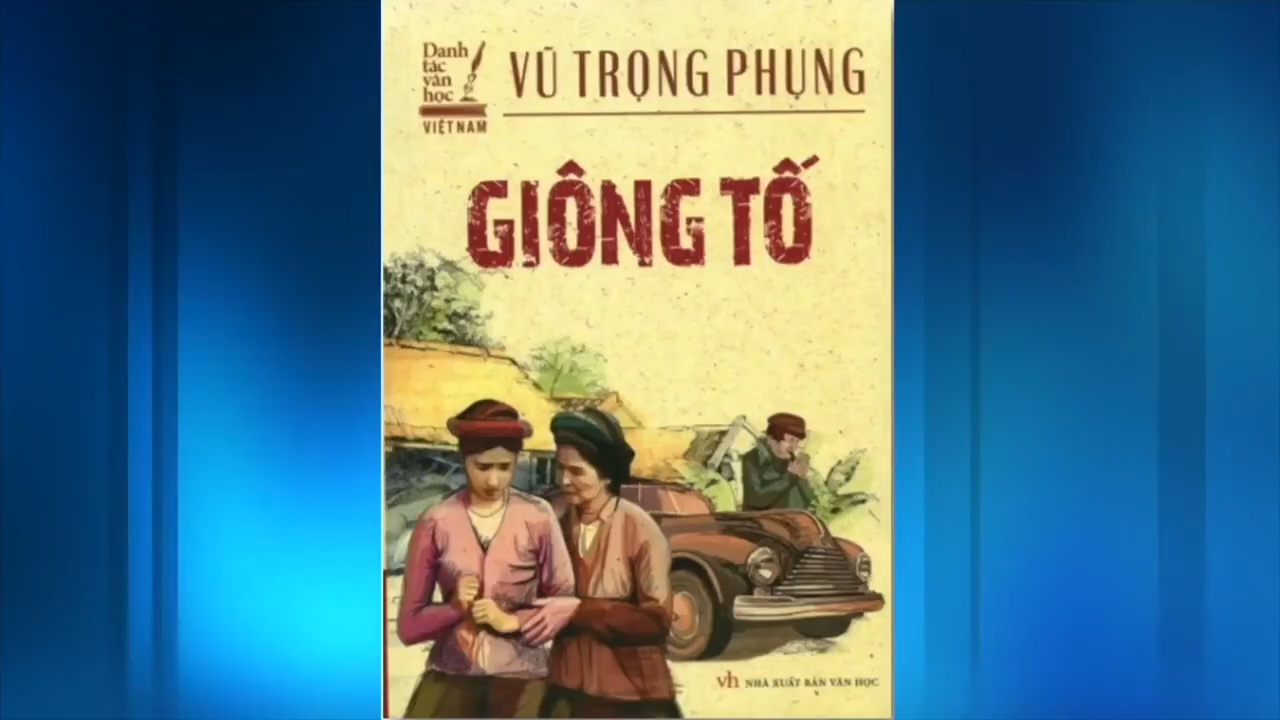 Danh
tác
văn
học
VIỆT NAM
VŨ TRỌNG PHỤNG
GIÔNG TỐ
vh NHÀ XUẤT BẢN VĂN HỌC